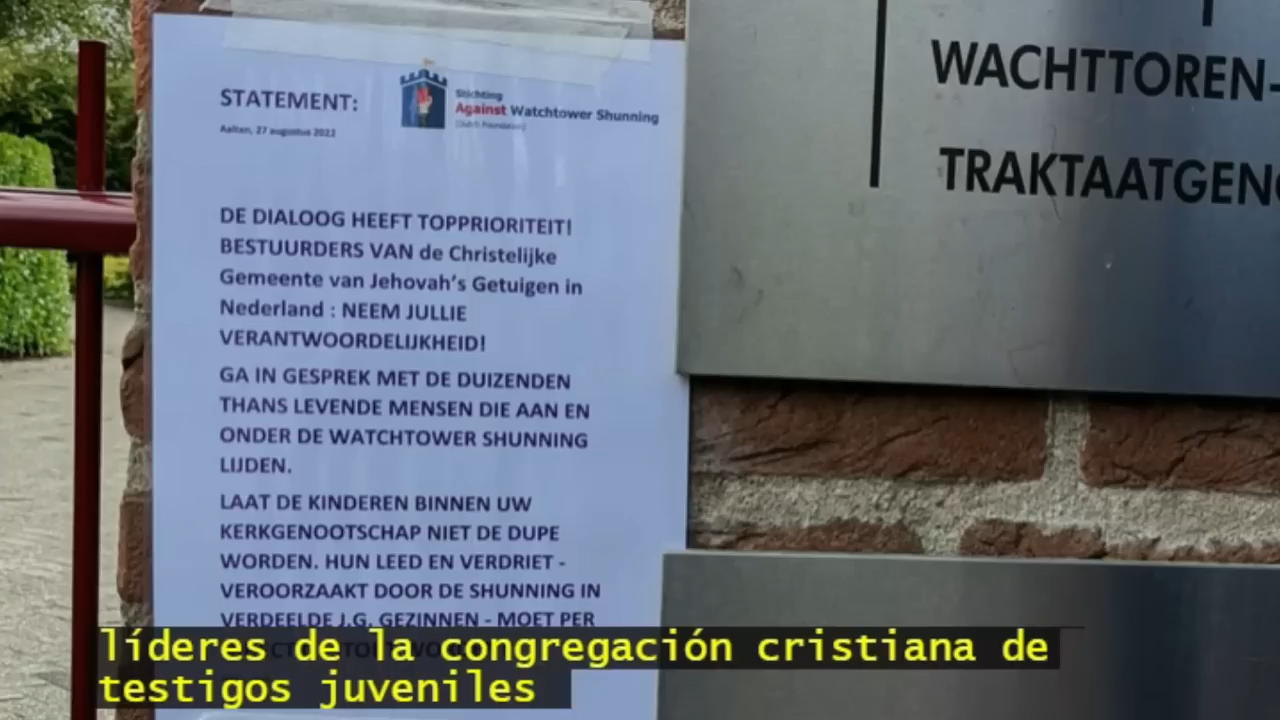 STATEMENT:
Aalten, 27 augustus 2022
Stichting
Against Watchtower Shunning
(Dutch Foundation)
DE DIALOOG HEEFT TOPPRIORITEIT!
BESTUURDERS VAN de Christelijke
Gemeente van Jehovah's Getuigen in
Nederland : NEEM JULLIE
VERANTWOORDELIJKHEID!
GA IN GESPREK MET DE DUIZENDEN
THANS LEVENDE MENSEN DIE AAN EN
ONDER DE WATCHTOWER SHUNNING
LIJDEN.
LAAT DE KINDEREN BINNEN UW
KERKGENOOTSCHAP NIET DE DUPE
WORDEN. HUN LEED EN VERDRIET -
VEROORZAAKT DOOR DE SHUNNING IN
VERDEELDE J.G. GEZINNEN - MOET PER
WACHTTOREN-
TRAKTAATGENO
líderes de la congregación cristiana de
testigos juveniles